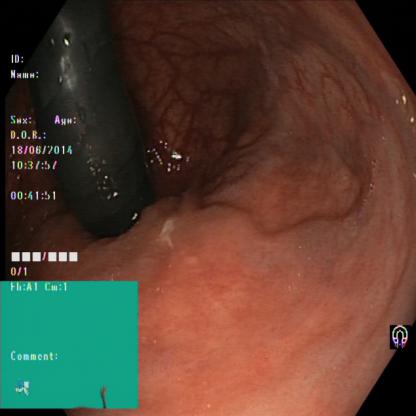 ID:
Name:
Sex: Age:
D.O.B.:
18/06/2014
10:37:57
00:41:51
■■■/■■■
0/1
Eh:A1 Cm:1
Comment: